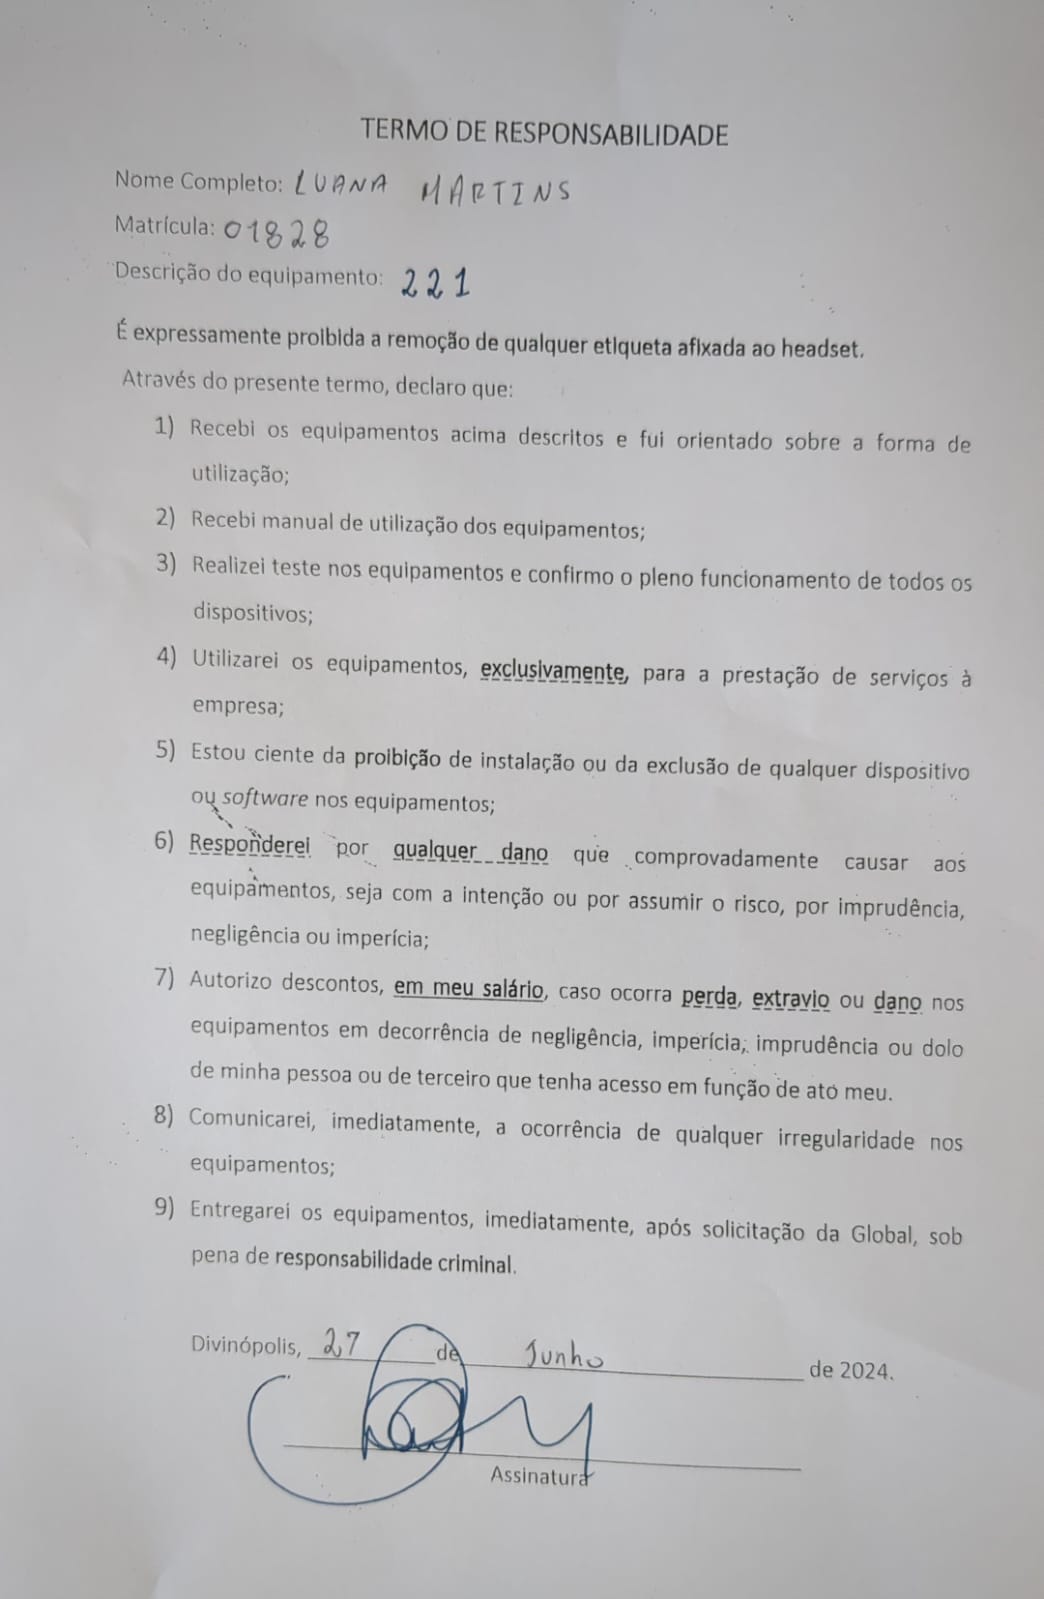 TERMO DE RESPONSABILIDADE
Nome Completo: LUANA MARTINS
Matrícula: 01828
Descrição do equipamento: 221
É expressamente proibida a remoção de qualquer etiqueta afixada ao headset.
Através do presente termo, declaro que:
1) Recebi os equipamentos acima descritos e fui orientado sobre a forma de
utilização;
2) Recebi manual de utilização dos equipamentos;
3) Realizei teste nos equipamentos e confirmo o pleno funcionamento de todos os
dispositivos;
4) Utilizarei os equipamentos, exclusivamente, para a prestação de serviços à
empresa;
5) Estou ciente da proibição de instalação ou da exclusão de qualquer dispositivo
ou software nos equipamentos;
6) Responderei por qualquer dano que comprovadamente causar aos
equipamentos, seja com a intenção ou por assumir o risco, por imprudência,
negligência ou imperícia;
7) Autorizo descontos, em meu salário, caso ocorra perda, extravio ou dano nos
equipamentos em decorrência de negligência, imperícia, imprudência ou dolo
de minha pessoa ou de terceiro que tenha acesso em função de ato meu.
8) Comunicarei, imediatamente, a ocorrência de qualquer irregularidade nos
equipamentos;
9) Entregarei os equipamentos, imediatamente, após solicitação da Global, sob
pena de responsabilidade criminal.
Divinópolis, 27 de Junho de 2024.
Assinatura